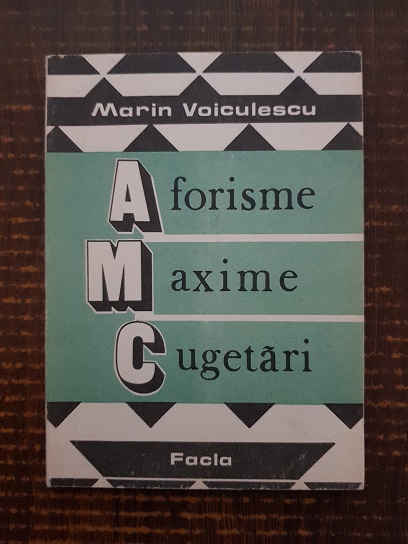 Marin Voiculescu
Aforisme
Maxime
Cugetări
Facla